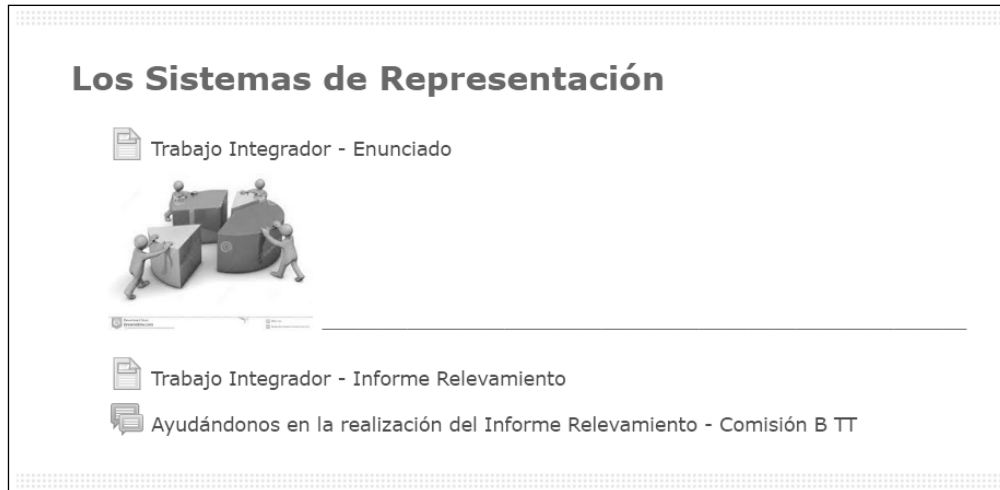 Los Sistemas de Representación
Trabajo Integrador - Enunciado
Trabajo Integrador - Informe Relevamiento
Ayudándonos en la realización del Informe Relevamiento - Comisión B TT